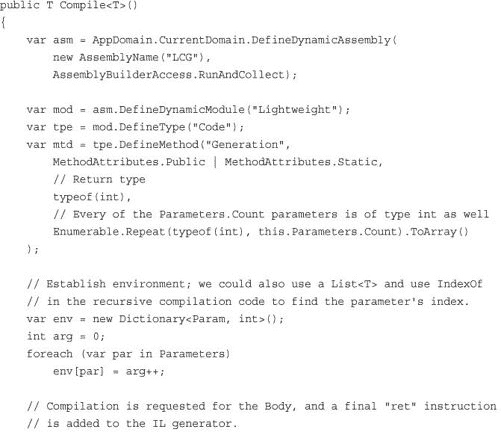 public T Compile<T>()
{
    var asm = AppDomain.CurrentDomain.DefineDynamicAssembly(
        new AssemblyName("LCG"),
        AssemblyBuilderAccess.RunAndCollect);

    var mod = asm.DefineDynamicModule("Lightweight");
    var tpe = mod.DefineType("Code");
    var mtd = tpe.DefineMethod("Generation",
        MethodAttributes.Public | MethodAttributes.Static,
        // Return type
        typeof(int),
        // Every of the Parameters.Count parameters is of type int as well
        Enumerable.Repeat(typeof(int), this.Parameters.Count).ToArray()
    );

    // Establish environment; we could also use a List<T> and use IndexOf
    // in the recursive compilation code to find the parameter's index.
    var env = new Dictionary<Param, int>();
    int arg = 0;
    foreach (var par in Parameters)
        env[par] = arg++;

    // Compilation is requested for the Body, and a final "ret" instruction
    // is added to the IL generator.